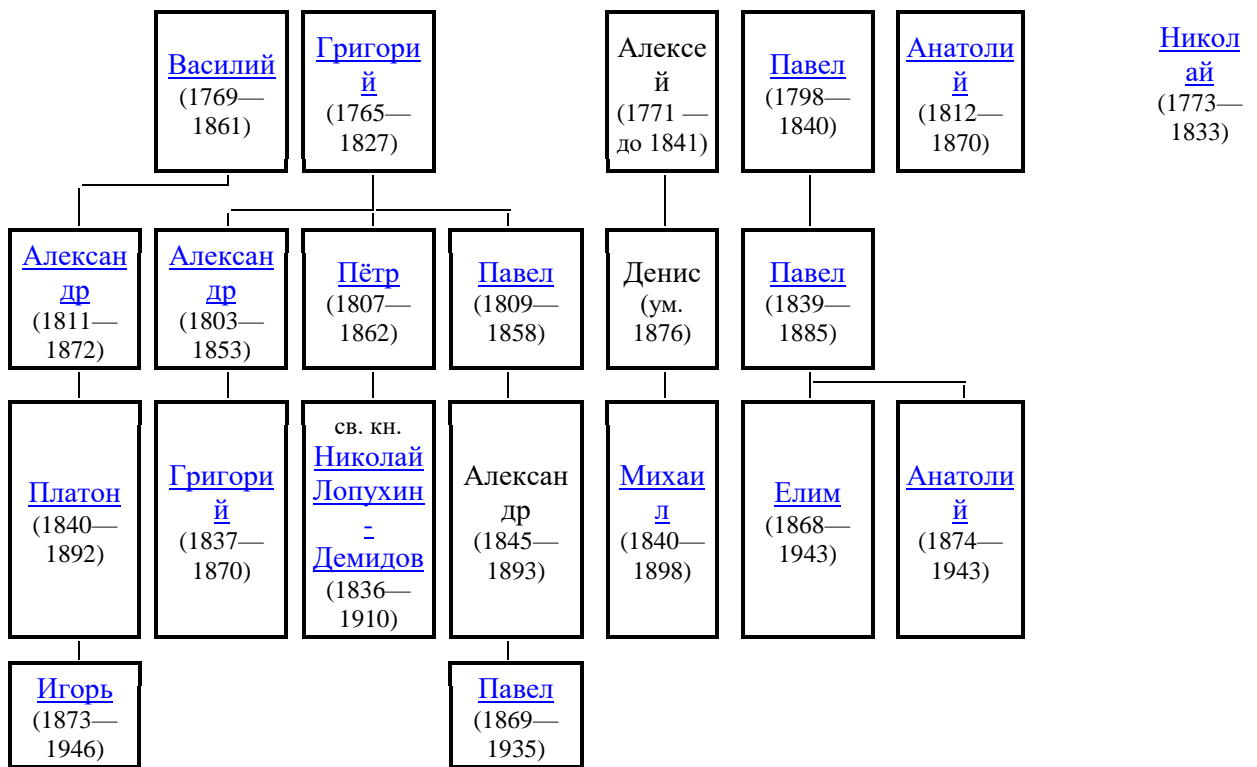 Василий
(1769—
1861)
Григори
й
(1765—
1827)
Алексе
й
(1771 —
до 1841)
Павел
(1798—
1840)
Анатоли
й
(1812—
1870)
Никол
ай
(1773—
1833)
Алексан
др
(1811—
1872)
Алексан
др
(1803—
1853)
Пётр
(1807—
1862)
Павел
(1809—
1858)
Денис
(ум.
1876)
Павел
(1839—
1885)
Платон
(1840—
1892)
Григори
й
(1837—
1870)
св. кн.
Николай
Лопухин
-
Демидов
(1836—
1910)
Алексан
др
(1845—
1893)
Михаи
л
(1840—
1898)
Елим
(1868—
1943)
Анатоли
й
(1874—
1943)
Игорь
(1873—
1946)
Павел
(1869—
1935)